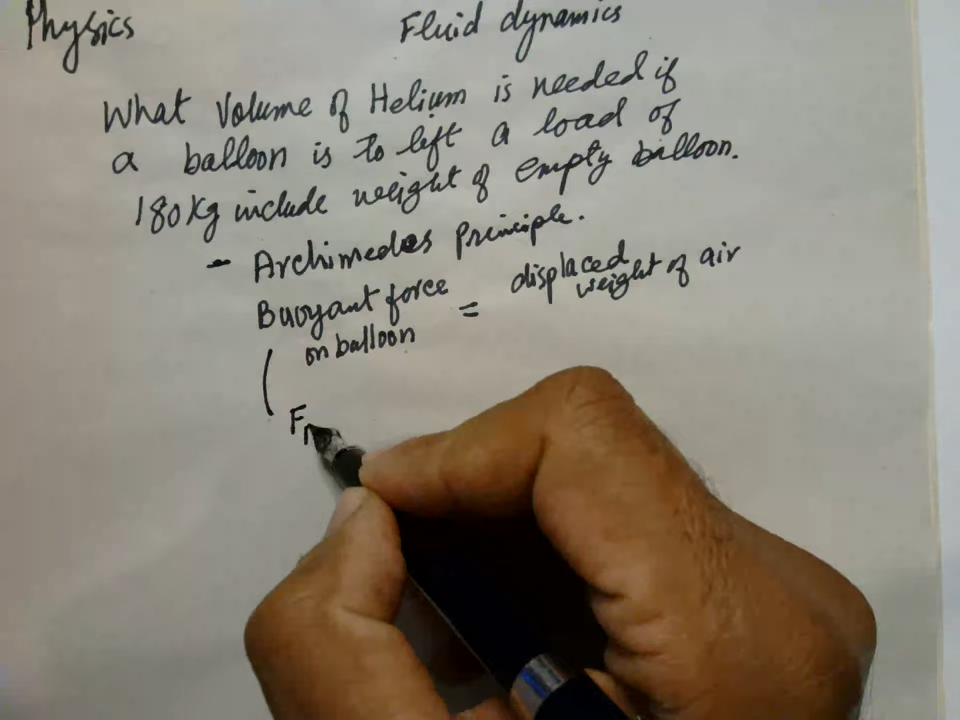 Physics
Fluid dynamics
What Volume of Helium is needed if
a balloon is to left a load of
180kg include weight of empty balloon.
- Archimedes Principle.
Buoyant force = displaced
weight of air
on balloon
F